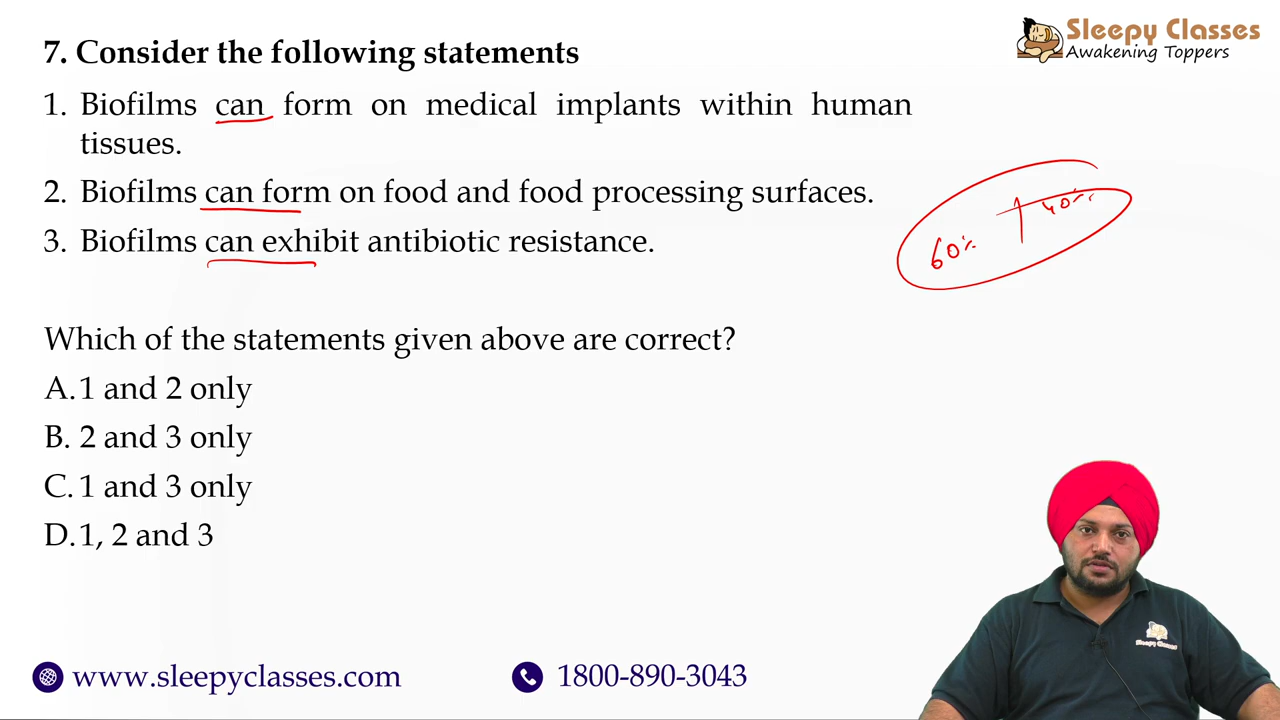 7. Consider the following statements
Sleepy Classes
Awakening Toppers
1. Biofilms can form on medical implants within human
tissues.
2. Biofilms can form on food and food processing surfaces.
3. Biofilms can exhibit antibiotic resistance.
60% 40%
Which of the statements given above are correct?
A. 1 and 2 only
B. 2 and 3 only
C. 1 and 3 only
D. 1, 2 and 3
www.sleepyclasses.com
1800-890-3043